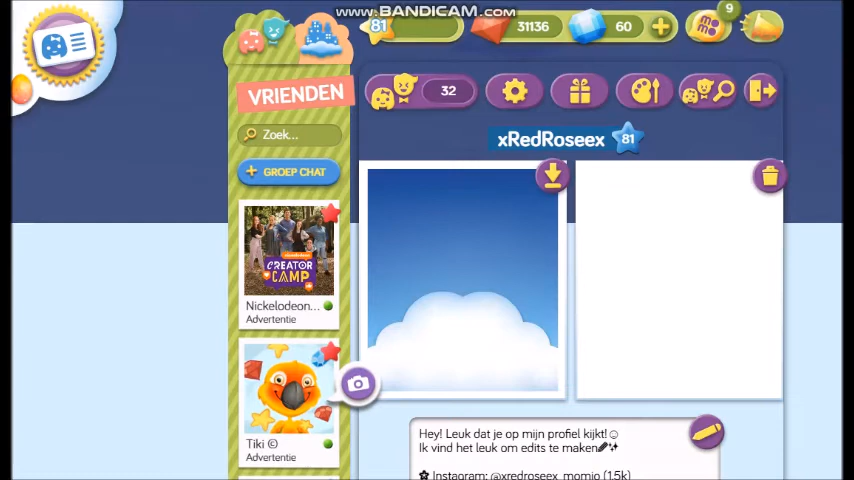 www.BANDICAM.com
81
31136
60
momio
9
VRIENDEN
32
Zoek...
xRedRoseex
81
+ GROEP CHAT
nickelodeon
CREATOR
CAMP
Nickelodeon...
Advertentie
Tiki ©
Advertentie
Hey! Leuk dat je op mijn profiel kijkt!☺
Ik vind het leuk om edits te maken🖋✨
✿ Instagram: @xredroseex_momio (1.5k)